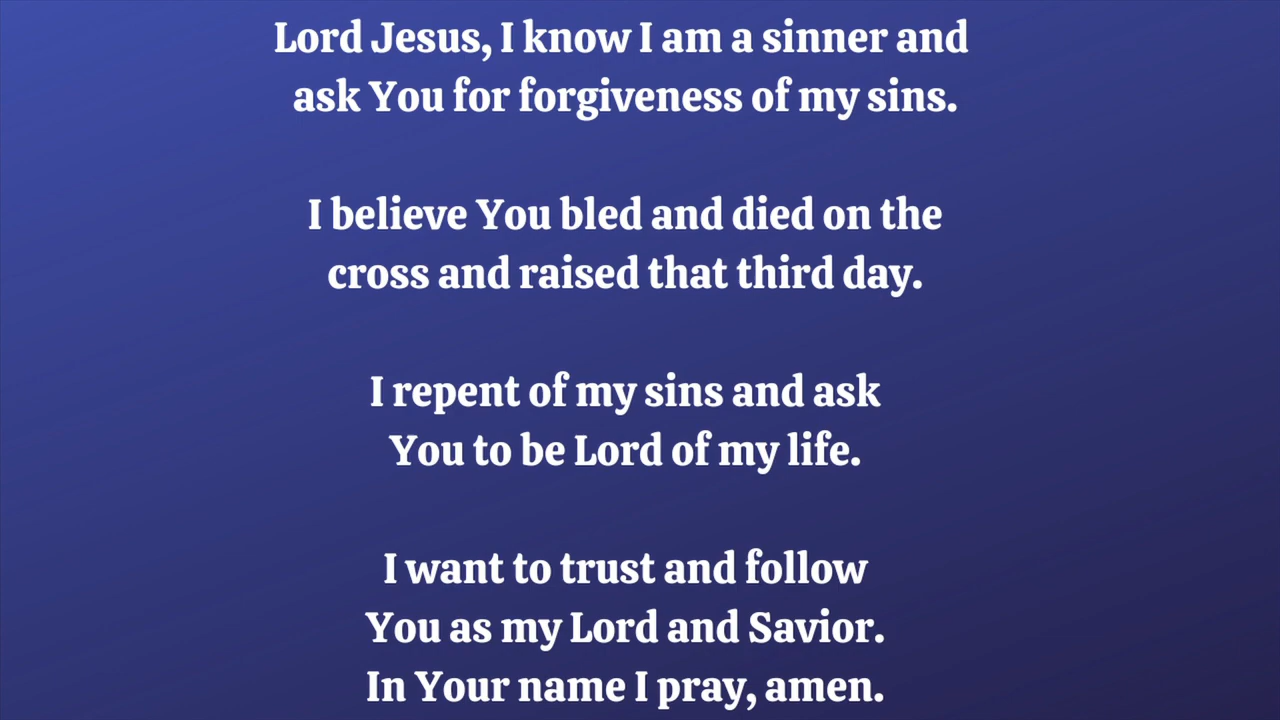 Lord Jesus, I know I am a sinner and
ask You for forgiveness of my sins.
I believe You bled and died on the
cross and raised that third day.
I repent of my sins and ask
You to be Lord of my life.
I want to trust and follow
You as my Lord and Savior.
In Your name I pray, amen.